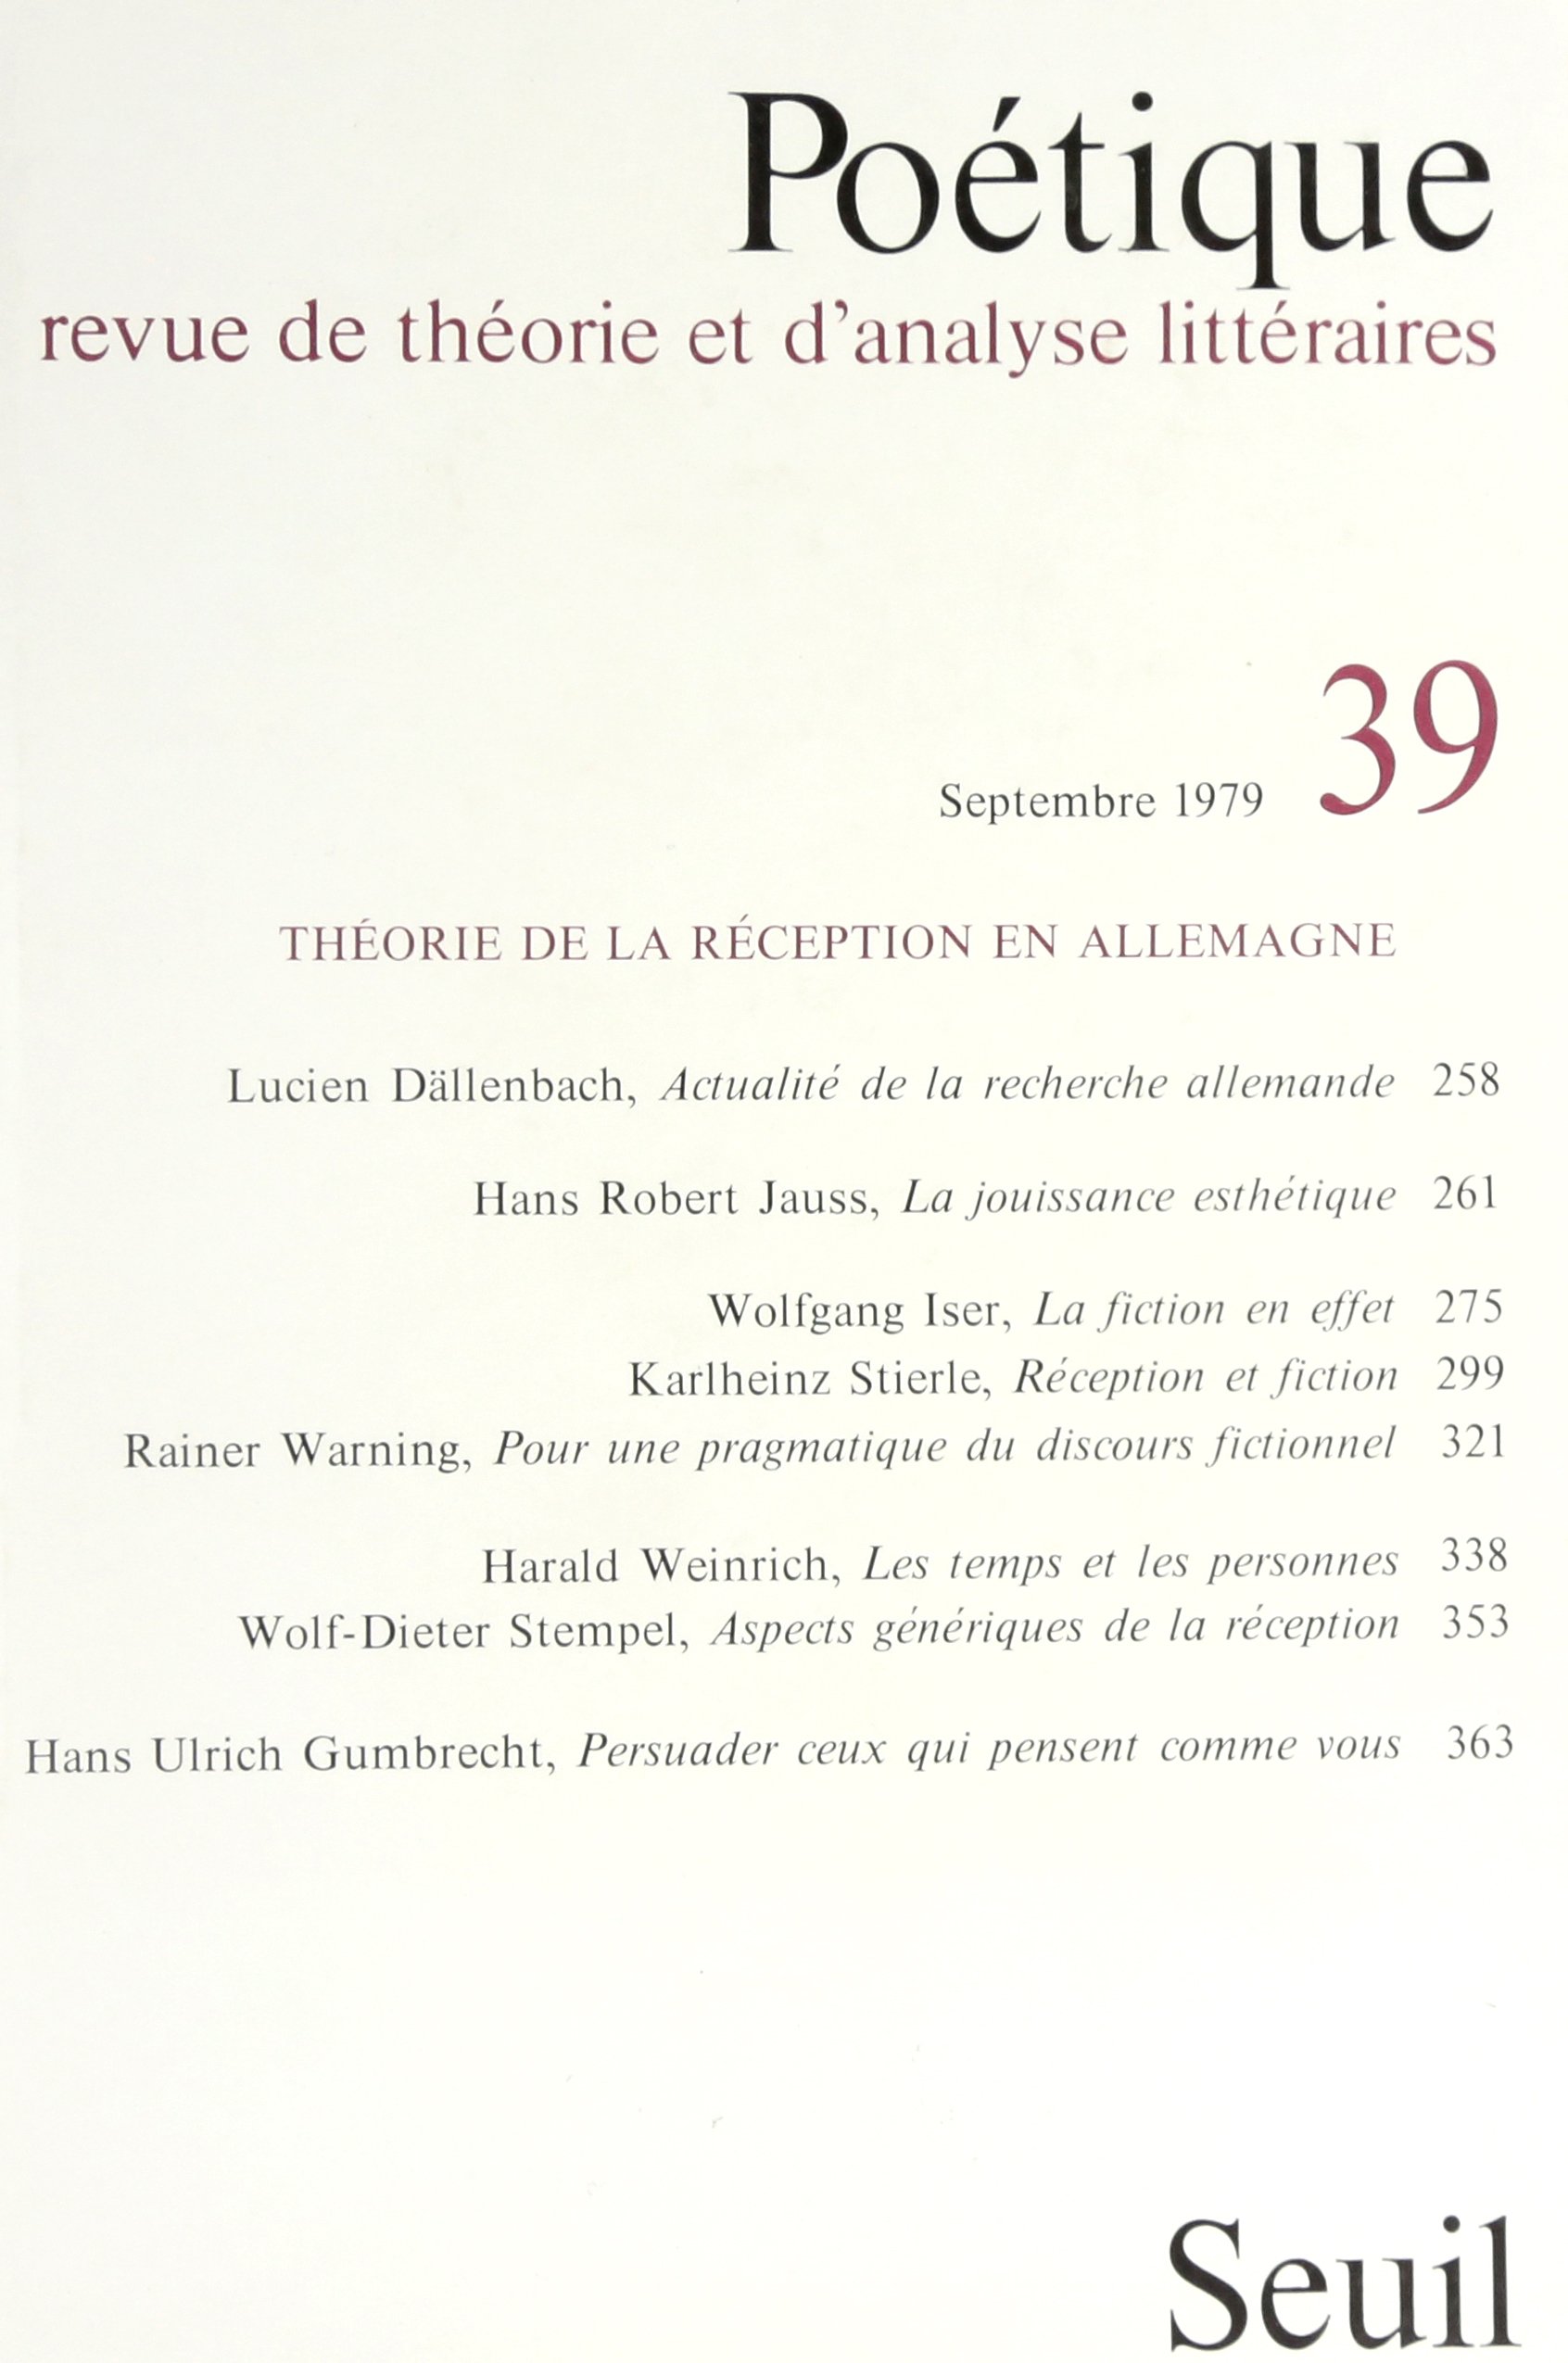 Poétique
revue de théorie et d'analyse littéraires
39
Septembre 1979
THÉORIE DE LA RÉCEPTION EN ALLEMAGNE
Lucien Dällenbach, Actualité de la recherche allemande 258
Hans Robert Jauss, La jouissance esthétique 261
Wolfgang Iser, La fiction en effet 275
Karlheinz Stierle, Réception et fiction 299
Rainer Warning, Pour une pragmatique du discours fictionnel 321
Harald Weinrich, Les temps et les personnes 338
Wolf-Dieter Stempel, Aspects génériques de la réception 353
Hans Ulrich Gumbrecht, Persuader ceux qui pensent comme vous 363
Seuil